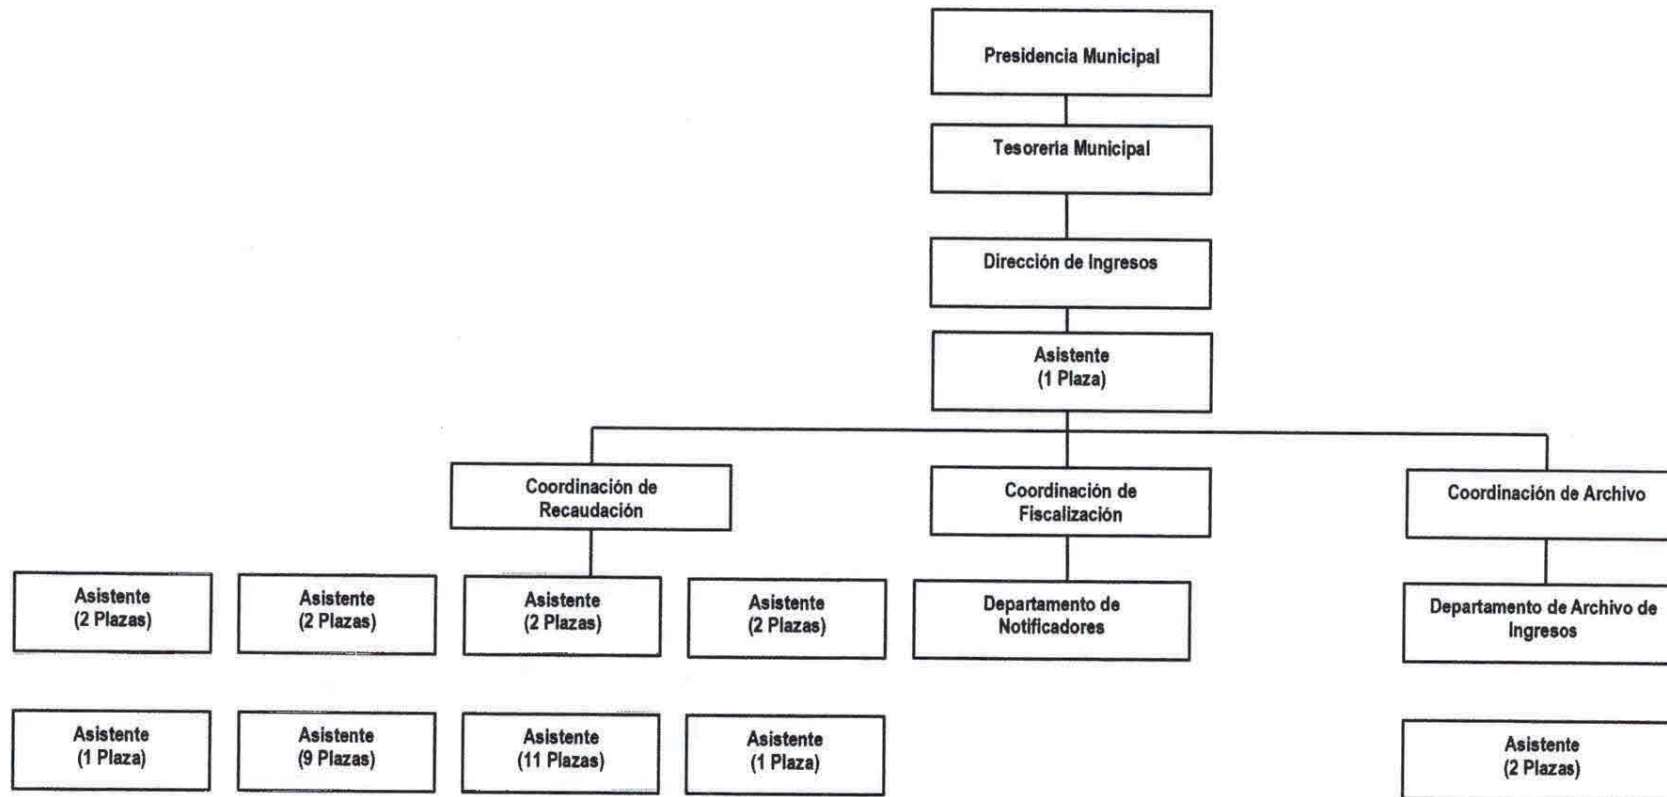 Presidencia Municipal
Tesorería Municipal
Dirección de Ingresos
Asistente
(1 Plaza)
Coordinación de
Recaudación
Coordinación de
Fiscalización
Coordinación de Archivo
Asistente
(2 Plazas)
Asistente
(2 Plazas)
Asistente
(2 Plazas)
Asistente
(2 Plazas)
Departamento de
Notificadores
Departamento de Archivo de
Ingresos
Asistente
(1 Plaza)
Asistente
(9 Plazas)
Asistente
(11 Plazas)
Asistente
(1 Plaza)
Asistente
(2 Plazas)